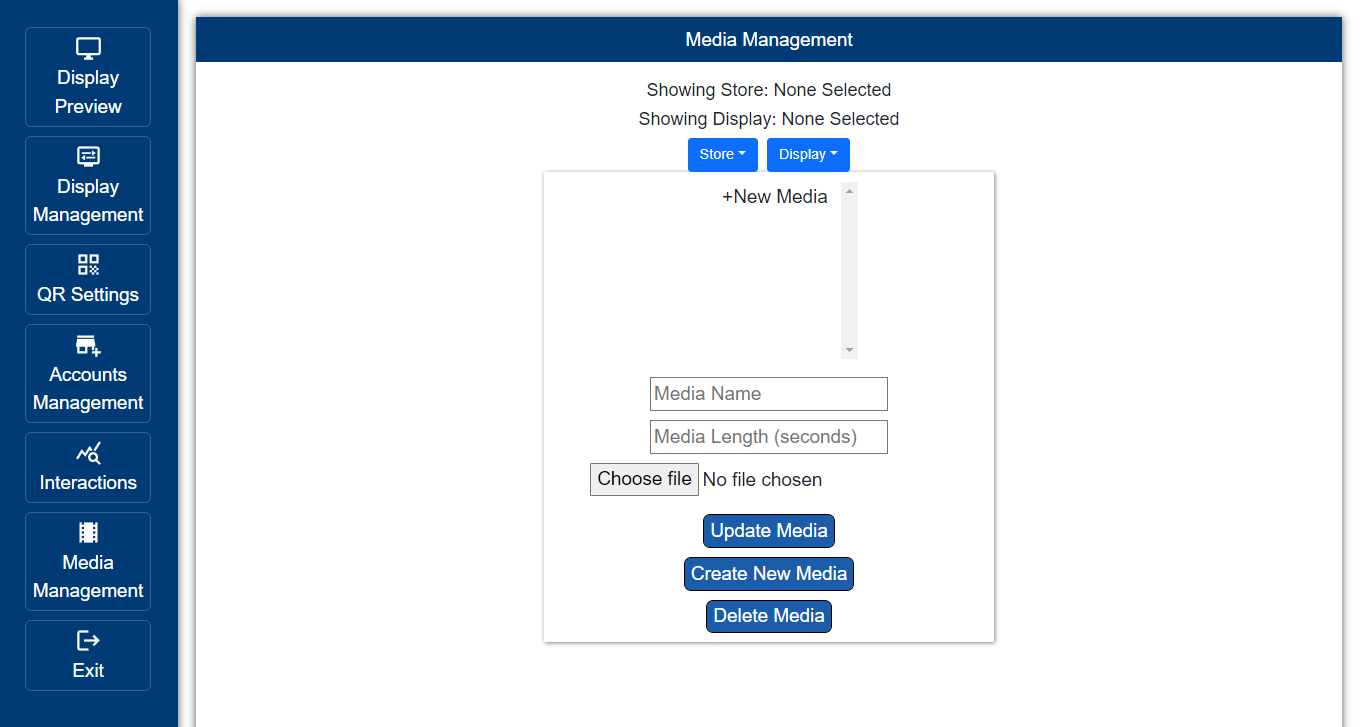 Display
Preview
Display
Management
QR Settings
Accounts
Management
Interactions
Media
Management
Exit
Media Management
Showing Store: None Selected
Showing Display: None Selected
Store Display
+New Media
Media Name
Media Length (seconds)
Choose file No file chosen
Update Media
Create New Media
Delete Media